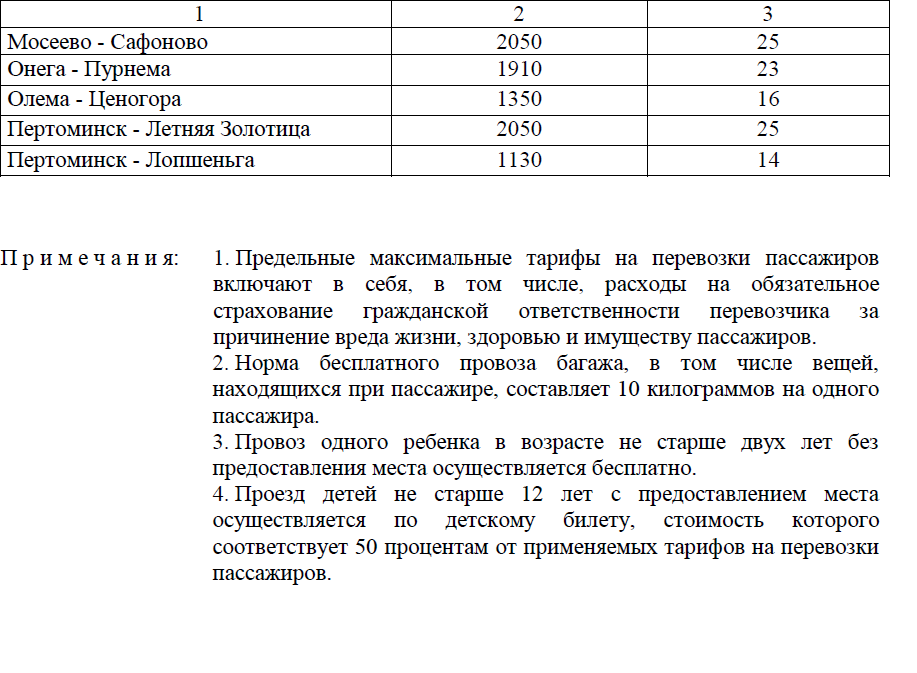 1 2 3
Мосеево - Сафоново 2050 25
Онега - Пурнема 1910 23
Олема - Ценогора 1350 16
Пертоминск - Летняя Золотица 2050 25
Пертоминск - Лопшеньга 1130 14
П р и м е ч а н и я: 1. Предельные максимальные тарифы на перевозки пассажиров
включают в себя, в том числе, расходы на обязательное
страхование гражданской ответственности перевозчика за
причинение вреда жизни, здоровью и имуществу пассажиров.
2. Норма бесплатного провоза багажа, в том числе вещей,
находящихся при пассажире, составляет 10 килограммов на одного
пассажира.
3. Провоз одного ребенка в возрасте не старше двух лет без
предоставления места осуществляется бесплатно.
4. Проезд детей не старше 12 лет с предоставлением места
осуществляется по детскому билету, стоимость которого
соответствует 50 процентам от применяемых тарифов на перевозки
пассажиров.